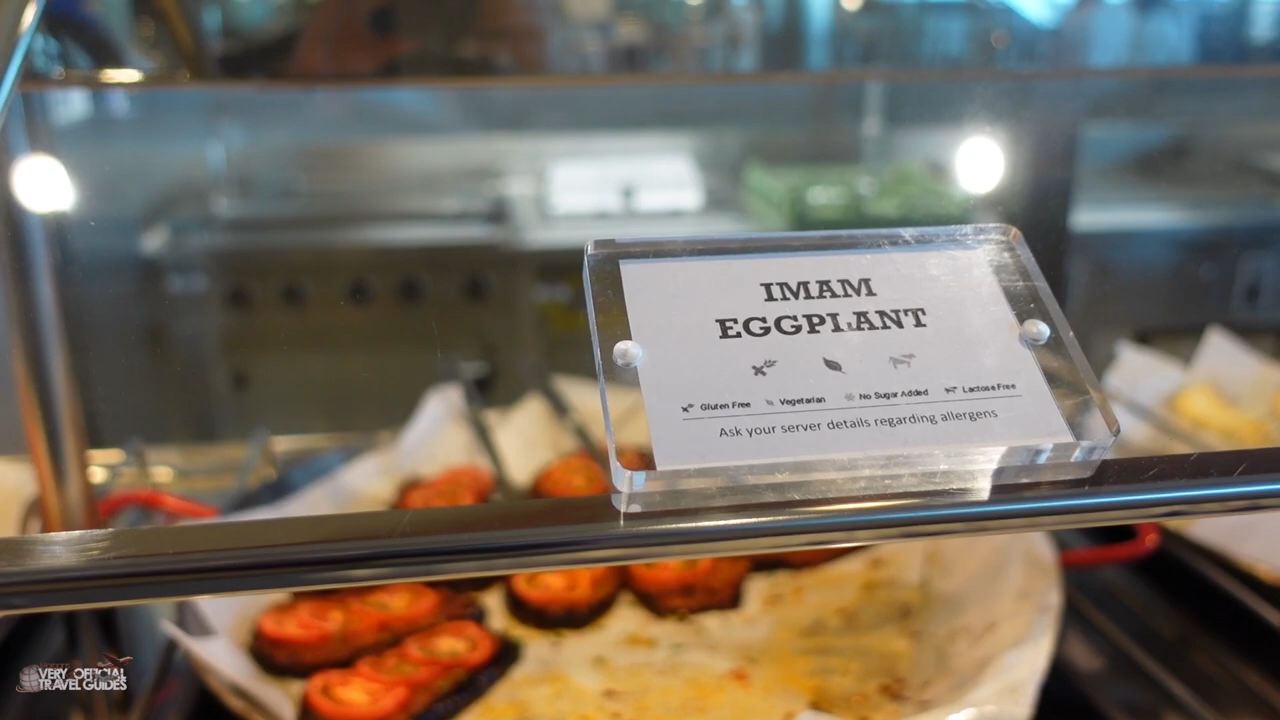 IMAM
EGGPLANT
Gluten Free Vegetarian No Sugar Added Lactose Free
Ask your server details regarding allergens
VERY OFFICIAL
TRAVEL GUIDES